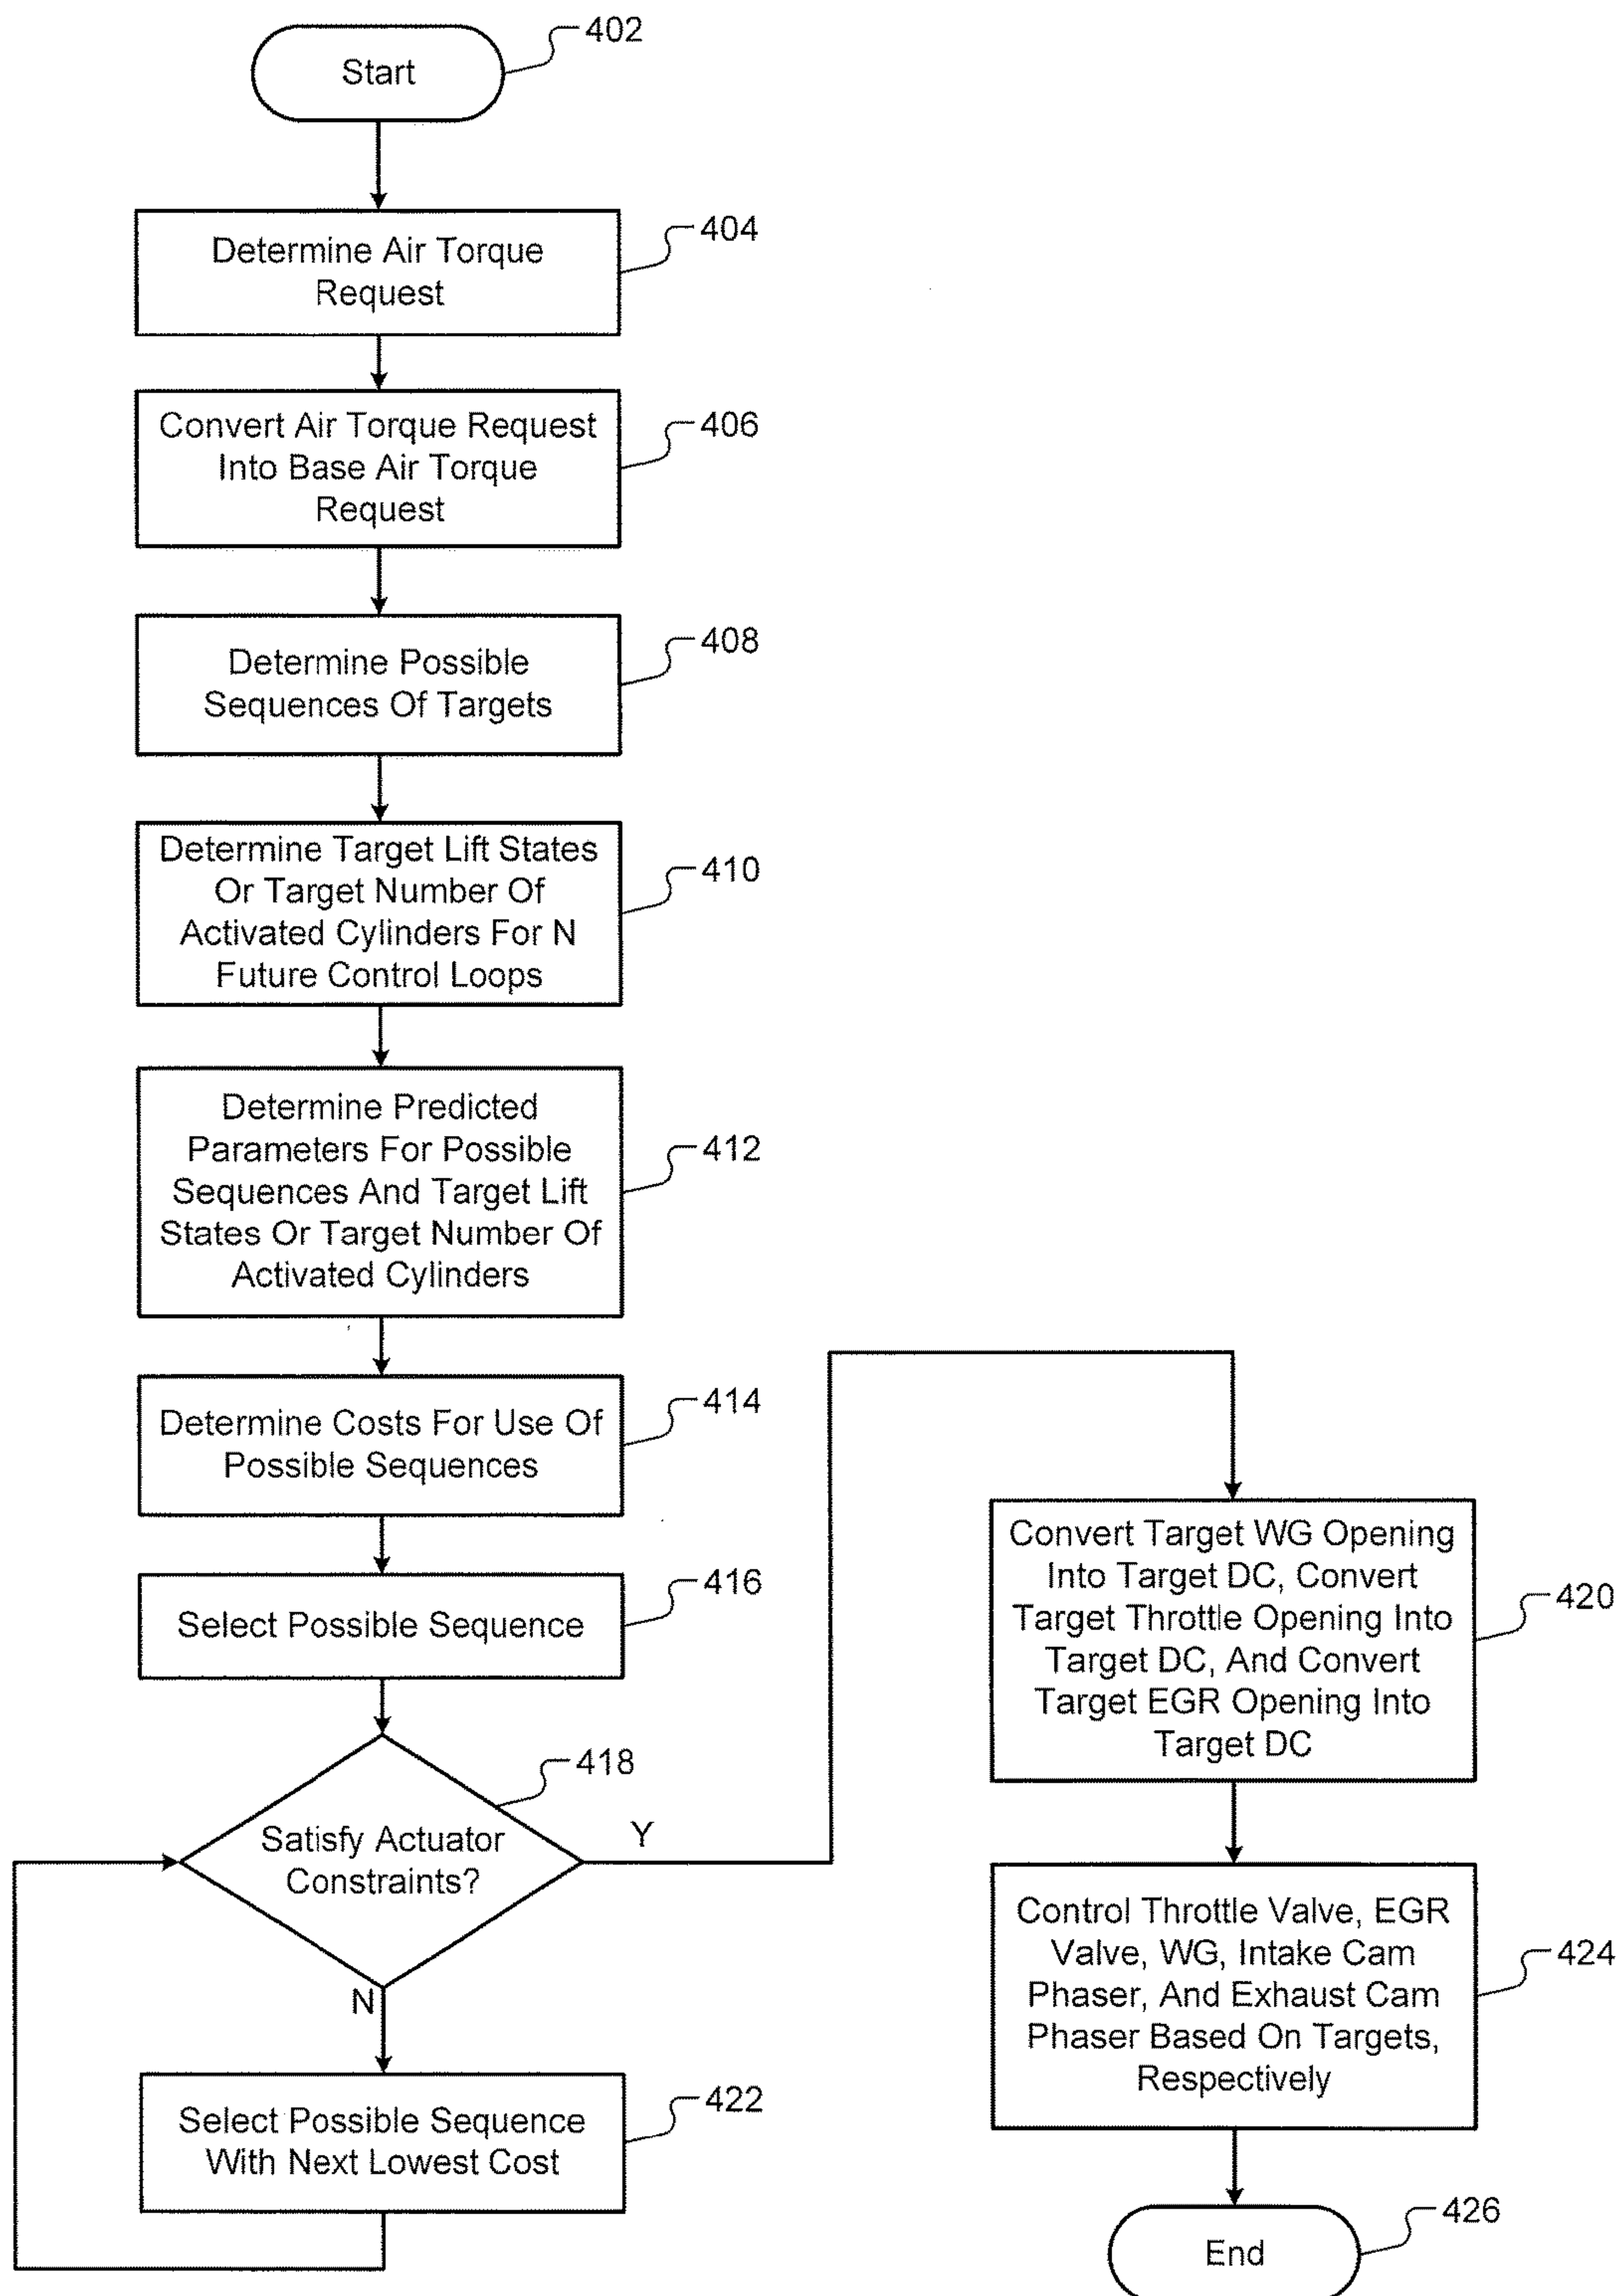 402
Start
404
Determine Air Torque
Request
406
Convert Air Torque Request
Into Base Air Torque
Request
408
Determine Possible
Sequences Of Targets
410
Determine Target Lift States
Or Target Number Of
Activated Cylinders For N
Future Control Loops
412
Determine Predicted
Parameters For Possible
Sequences And Target Lift
States Or Target Number Of
Activated Cylinders
414
Determine Costs For Use Of
Possible Sequences
416
Select Possible Sequence
418
Satisfy Actuator
Constraints?
Y
N
422
Select Possible Sequence
With Next Lowest Cost
420
Convert Target WG Opening
Into Target DC, Convert
Target Throttle Opening Into
Target DC, And Convert
Target EGR Opening Into
Target DC
424
Control Throttle Valve, EGR
Valve, WG, Intake Cam
Phaser, And Exhaust Cam
Phaser Based On Targets,
Respectively
426
End